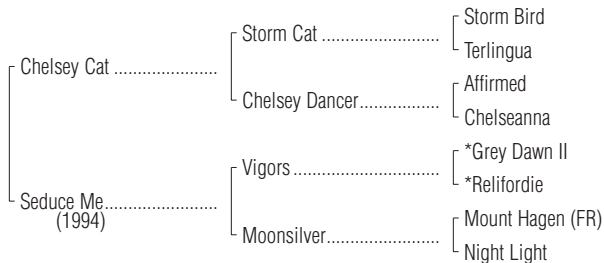 Storm Bird
Storm Cat ......................
Terlingua
Chelsey Cat ...................
Affirmed
Chelsey Dancer...............
Chelseanna
*Grey Dawn II
Vigors ...........................
*Relifordie
Seduce Me.....................
(1994)
Mount Hagen (FR)
Moonsilver.....................
Night Light